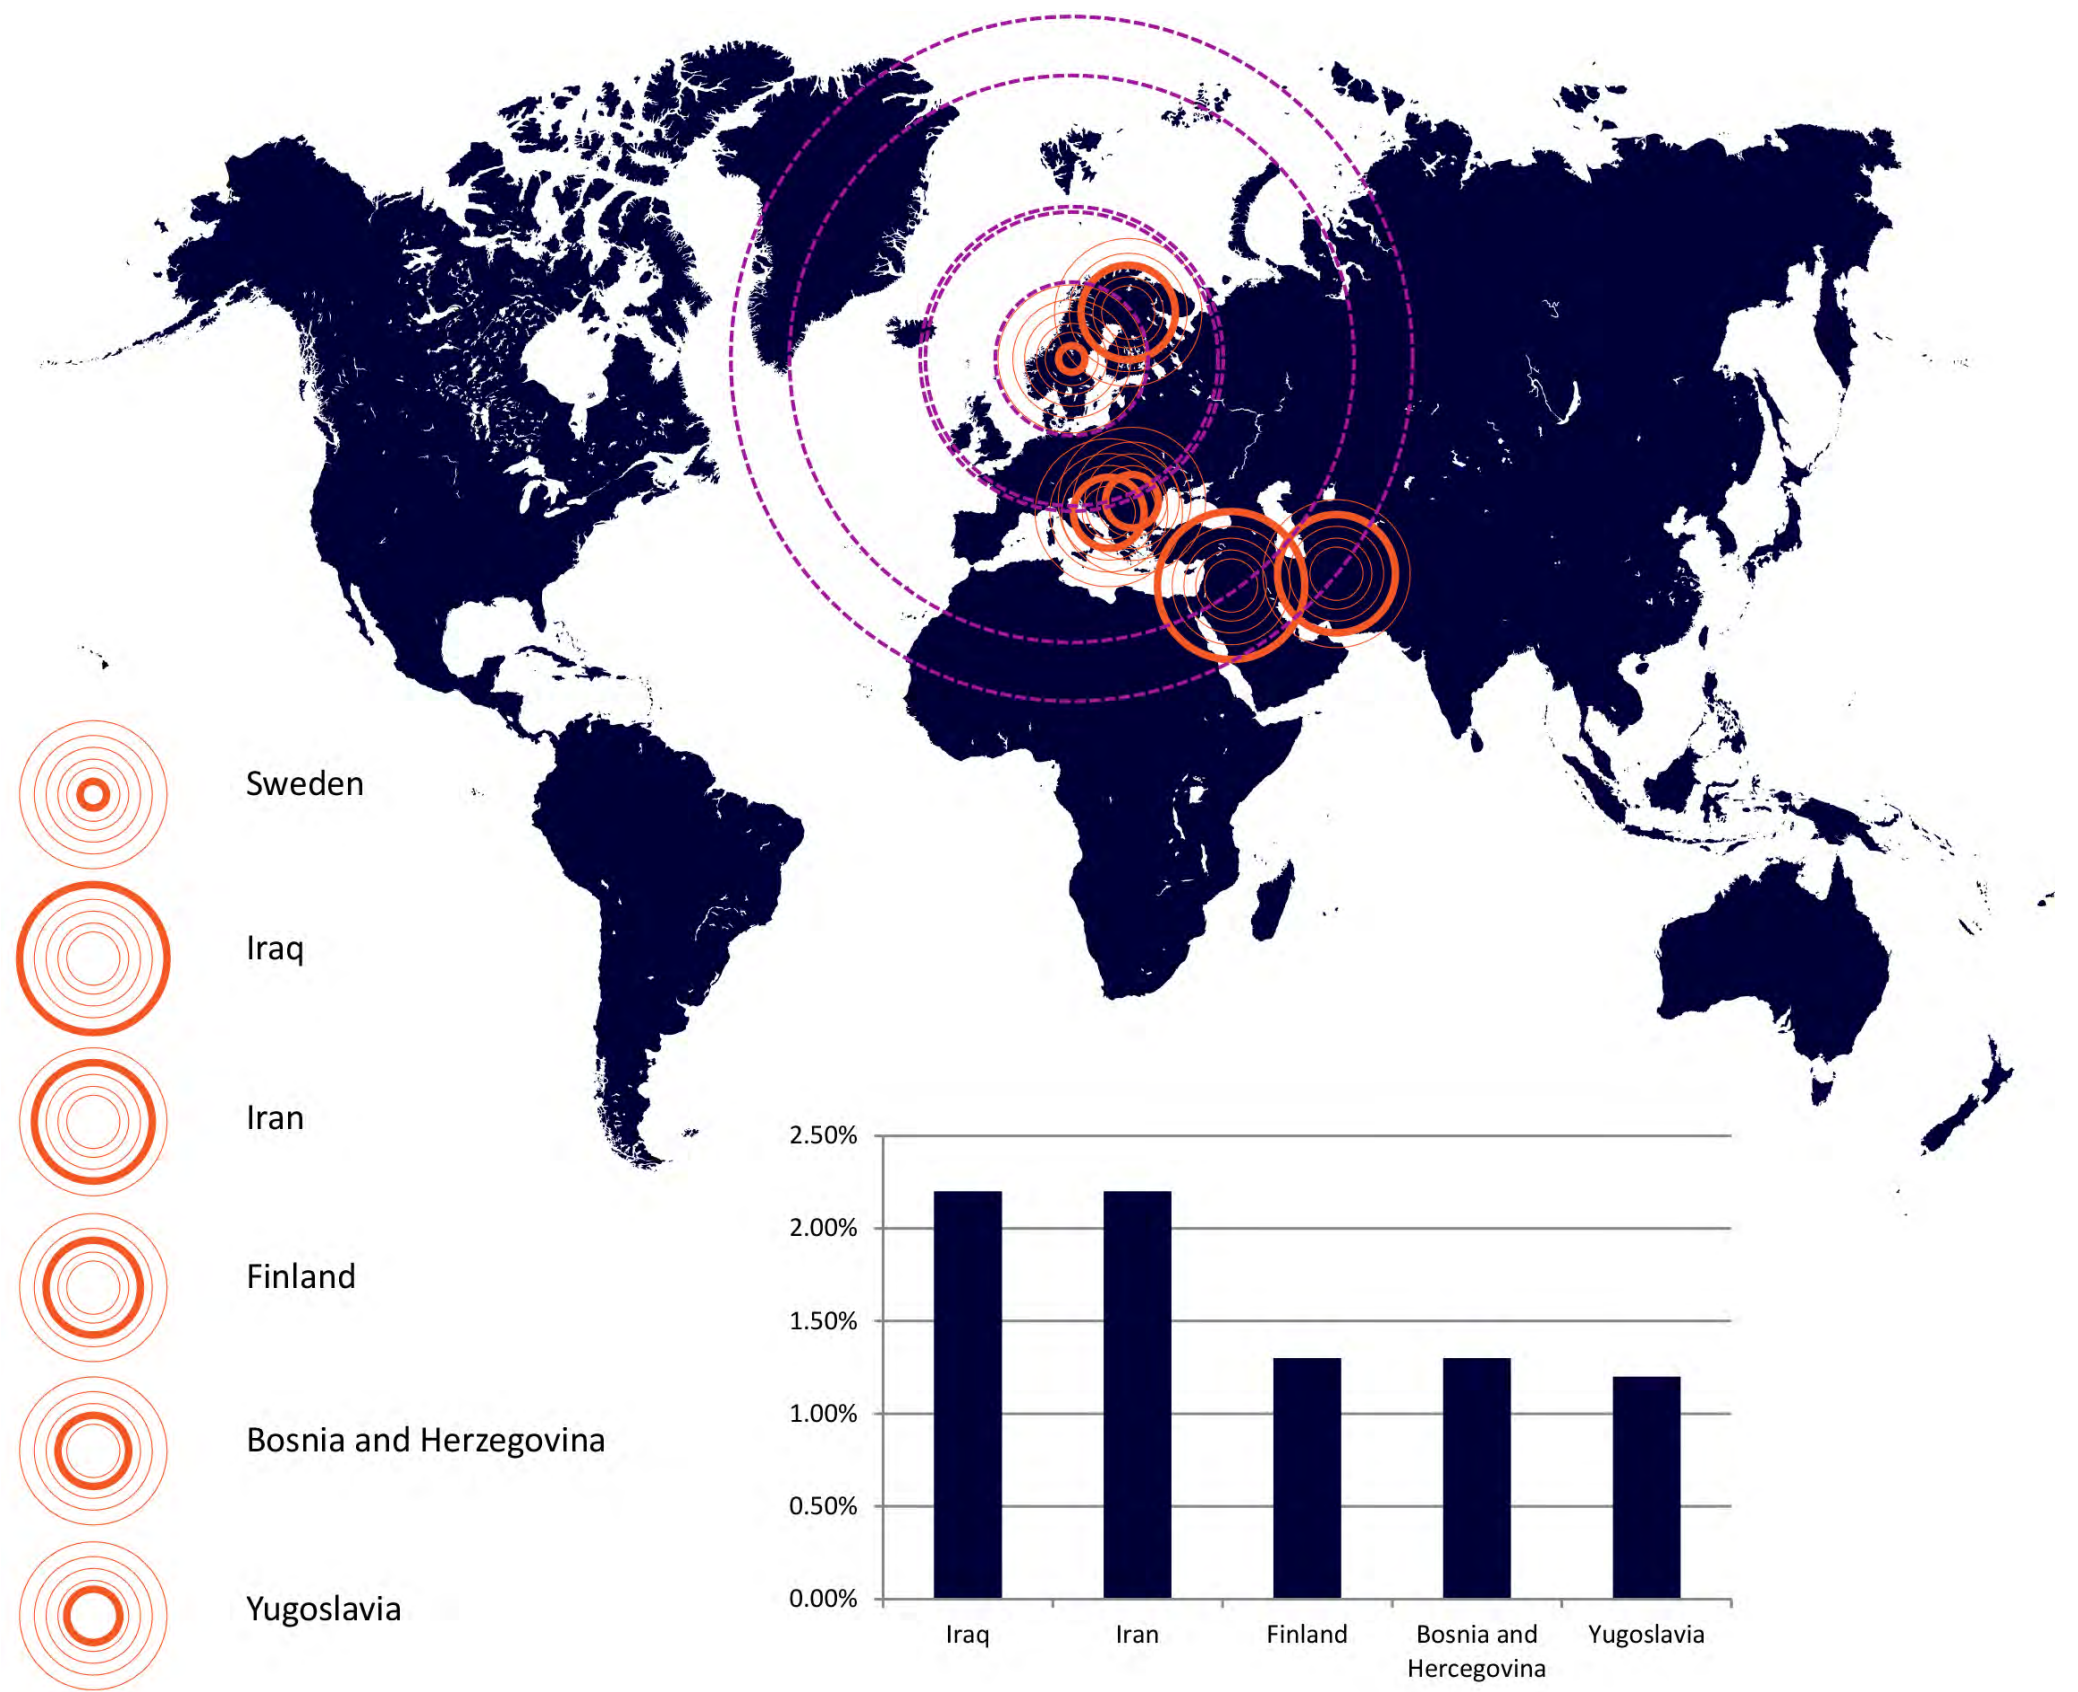 Sweden
Iraq
Iran
Finland
Bosnia and Herzegovina
Yugoslavia
2.50%
2.00%
1.50%
1.00%
0.50%
0.00%
Iraq
Iran
Finland
Bosnia and
Hercegovina
Yugoslavia